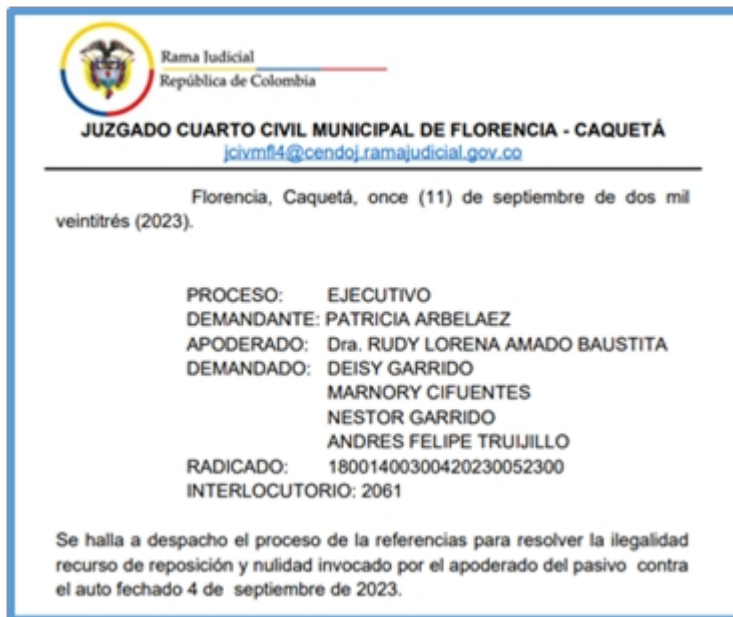 Rama Iudicial
República de Colombia
JUZGADO CUARTO CIVIL MUNICIPAL DE FLORENCIA - CAQUETÁ
jcivmfl4@cendoj.ramajudicial.gov.co
Florencia, Caquetá, once (11) de septiembre de dos mil
veintitrés (2023).
PROCESO: EJECUTIVO
DEMANDANTE: PATRICIA ARBELAEZ
APODERADO: Dra. RUDY LORENA AMADO BAUSTITA
DEMANDADO: DEISY GARRIDO
MARNORY CIFUENTES
NESTOR GARRIDO
ANDRES FELIPE TRUIJILLO
RADICADO: 18001400300420230052300
INTERLOCUTORIO: 2061
Se halla a despacho el proceso de la referencias para resolver la ilegalidad
recurso de reposición y nulidad invocado por el apoderado del pasivo contra
el auto fechado 4 de septiembre de 2023.